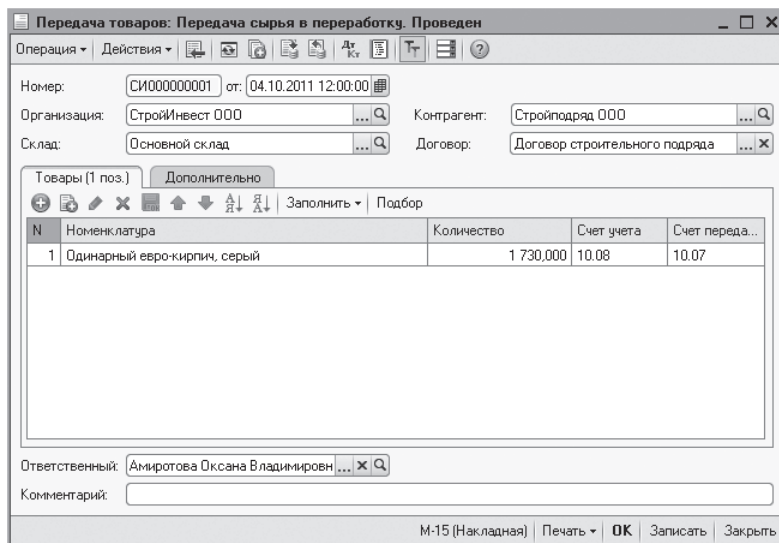 Передача товаров: Передача сырья в переработку. Проведен
Операция Действия Дт Кт
Номер: СИ000000001 от: 04.10.2011 12:00:00
Организация: СтройИнвест ООО ... Контрагент: Стройподряд ООО ...
Склад: Основной склад ... Договор: Договор строительного подряда ...
Товары (1 поз.) Дополнительно
Заполнить Подбор
N Номенклатура Количество Счет учета Счет переда...
1 Одинарный евро-кирпич, серый 1 730,000 10.08 10.07
Ответственный: Амиротова Оксана Владимировн ...
Комментарий:
М-15 (Накладная) Печать OK Записать Закрыть